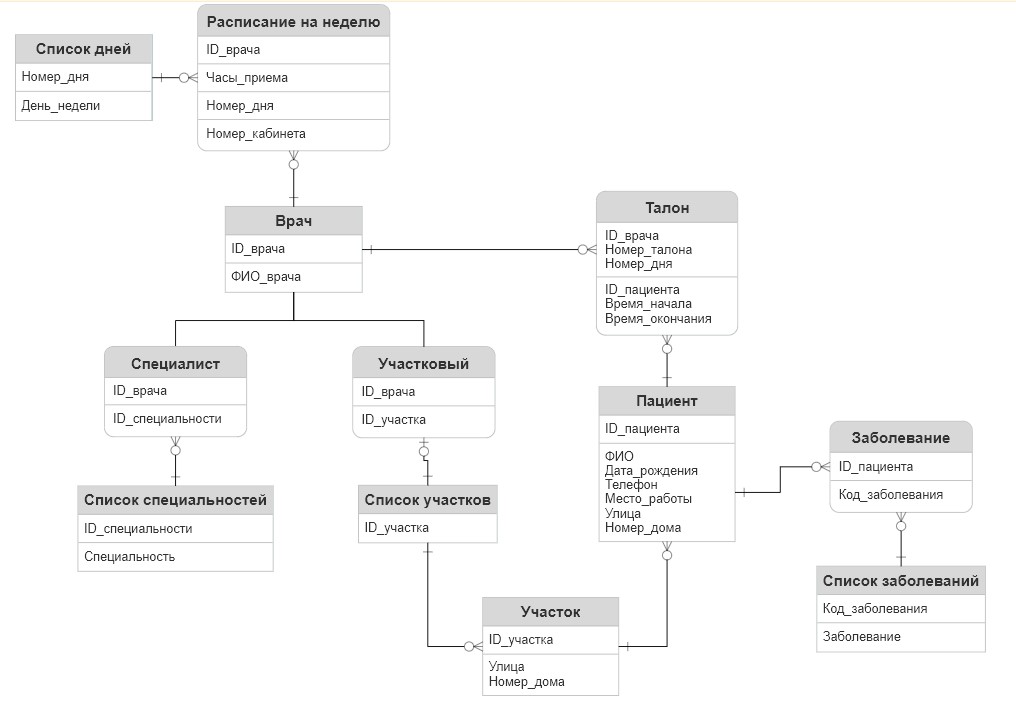 Расписание на неделю
ID_врача
Часы_приема
Номер_дня
Номер_кабинета
Список дней
Номер_дня
День_недели
Врач
ID_врача
ФИО_врача
Талон
ID_врача
Номер_талона
Номер_дня
ID_пациента
Время_начала
Время_окончания
Специалист
ID_врача
ID_специальности
Участковый
ID_врача
ID_участка
Пациент
ID_пациента
ФИО
Дата_рождения
Телефон
Место_работы
Улица
Номер_дома
Заболевание
ID_пациента
Код_заболевания
Список специальностей
ID_специальности
Специальность
Список участков
ID_участка
Список заболеваний
Код_заболевания
Заболевание
Участок
ID_участка
Улица
Номер_дома